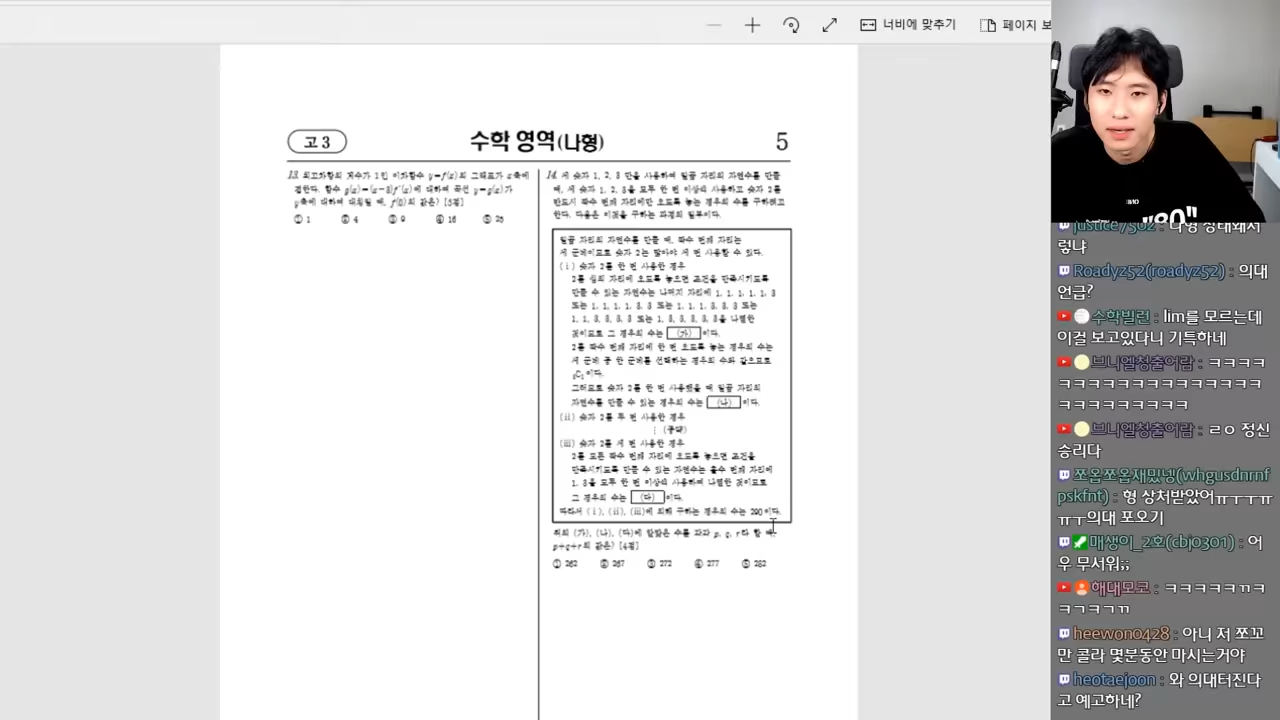 너비에 맞추기
페이지 보
고 3
수학 영역(나형)
5
13. 최고차항의 계수가 1인 이차함수 y=f(x)의 그래프가 x축에
접한다. 함수 g(x)=(x-3)f'(x)에 대하여 곡선 y=g(x)가
y축에 대하여 대칭일 때, f(0)의 값은? [3점]
① 1 ② 4 ③ 9 ④ 16 ⑤ 25
14. 세 숫자 1, 2, 3 만을 사용하여 일곱 자리의 자연수를 만들
때, 세 숫자 1, 2, 3을 모두 한 번 이상씩 사용하고 숫자 2를
반드시 짝수 번째 자리에만 오도록 놓는 경우의 수를 구하려고
한다. 다음은 이것을 구하는 과정의 일부이다.
일곱 자리의 자연수를 만들 때, 짝수 번째 자리는
세 군데이므로 숫자 2는 많아야 세 번 사용할 수 있다.
(ⅰ) 숫자 2를 한 번 사용한 경우
2를 십의 자리에 오도록 놓으면 조건을 만족시키도록
만들 수 있는 자연수는 나머지 자리에 1, 1, 1, 1, 1, 3
또는 1, 1, 1, 1, 3, 3 또는 1, 1, 1, 3, 3, 3 또는
1, 1, 3, 3, 3, 3 또는 1, 3, 3, 3, 3, 3을 나열한
것이므로 그 경우의 수는 (가) 이다.
2를 짝수 번째 자리에 한 번 오도록 놓는 경우의 수는
세 군데 중 한 군데를 선택하는 경우의 수와 같으므로
₃C₁이다.
그러므로 숫자 2를 한 번 사용했을 때 일곱 자리의
자연수를 만들 수 있는 경우의 수는 (나) 이다.
(ⅱ) 숫자 2를 두 번 사용한 경우
⋮ (중략)
(ⅲ) 숫자 2를 세 번 사용한 경우
2를 모든 짝수 번째 자리에 오도록 놓으면 조건을
만족시키도록 만들 수 있는 자연수는 홀수 번째 자리에
1, 3을 모두 한 번 이상씩 사용하여 나열한 것이므로
그 경우의 수는 (다) 이다.
따라서 (ⅰ), (ⅱ), (ⅲ)에 의해 구하는 경우의 수는 290이다.
위의 (가), (나), (다)에 알맞은 수를 각각 p, q, r라 할 때,
p+q+r의 값은? [4점]
① 262 ② 267 ③ 272 ④ 277 ⑤ 282
"80"
justice7502 : 나형 상태왜저
렇냐
Roadyz52(roadyz52) : 의대
언급?
수학빌런 : lim를 모르는데
이걸 보고있다니 기특하네
브니엘청출어람 : ㅋㅋㅋㅋ
ㅋㅋㅋㅋㅋㅋㅋㅋㅋㅋㅋㅋㅋㅋ
ㅋㅋㅋㅋㅋㅋㅋㅋㅋ
브니엘청출어람 : ㄹㅇ 정신
승리다
쪼옵쪼옵재밌넹(whgusdnrnf
pskfnt) : 형 상처받았어ㅠㅜㅜㅜ
ㅠㅜ의대 포오기
매생이_2호(cbj0301) : 어
우 무서워;;
해대모코 : ㅋㅋㅋㅋㅋㄲㅋ
ㅋㄱㅋㄱㄲ
heewon0428 : 아니 저 쪼꼬
만 콜라 몇분동안 마시는거야
heotaejoon : 와 의대터진다
고 예고하네?